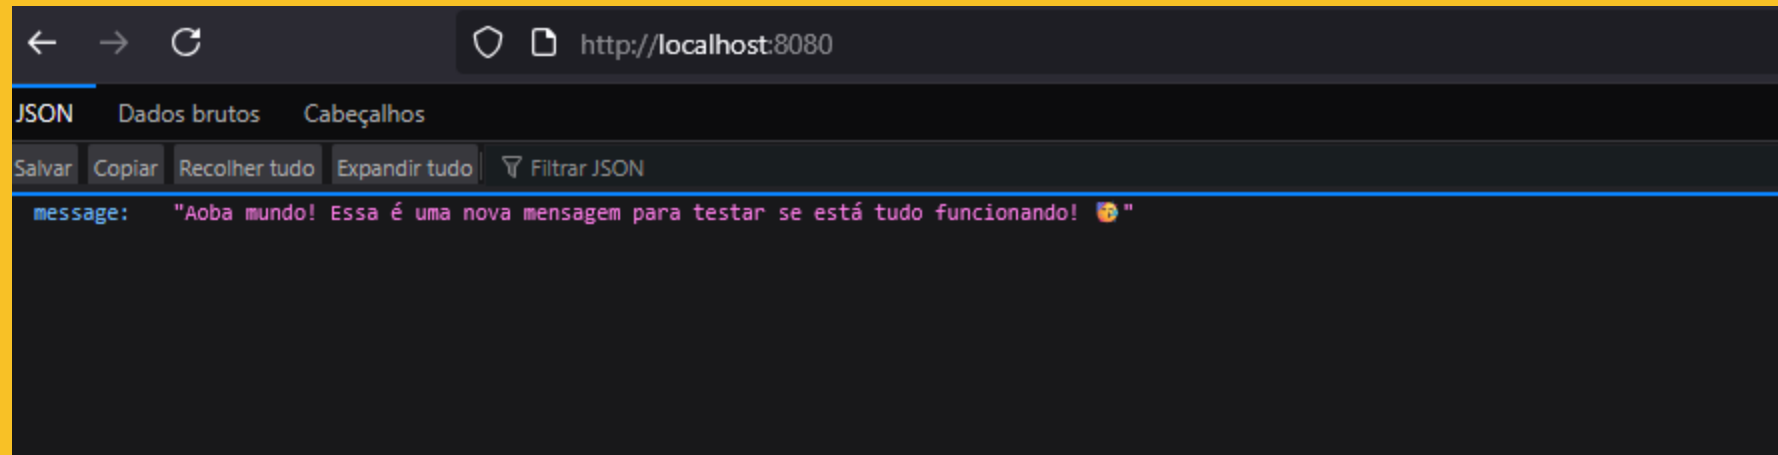 http://localhost:8080
JSON Dados brutos Cabeçalhos
Salvar Copiar Recolher tudo Expandir tudo Filtrar JSON
message: "Aoba mundo! Essa é uma nova mensagem para testar se está tudo funcionando! 🥳"